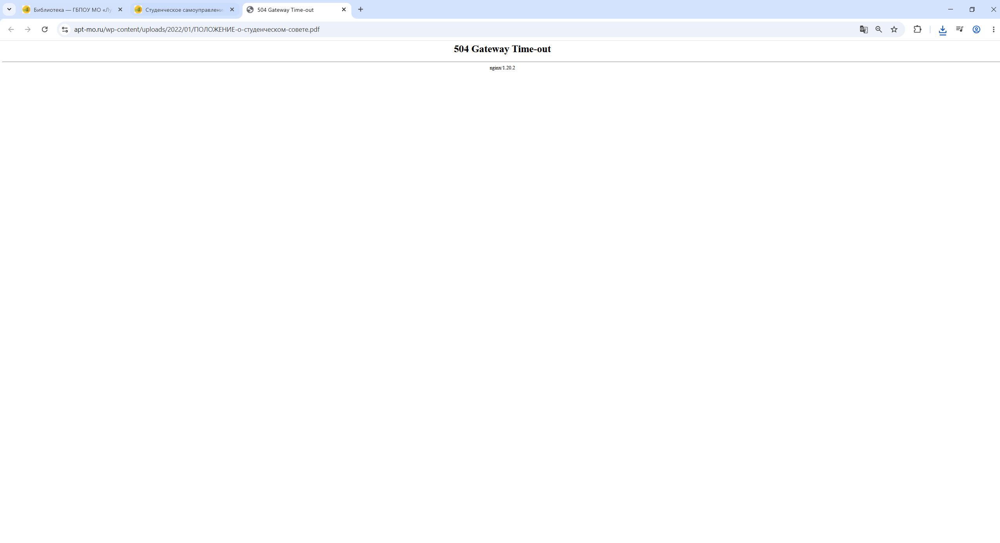 Библиотека — ГБПОУ МО «Лу
Студенческое самоуправлени
504 Gateway Time-out
apt-mo.ru/wp-content/uploads/2022/01/ПОЛОЖЕНИЕ-о-студенческом-совете.pdf
504 Gateway Time-out
nginx/1.20.2